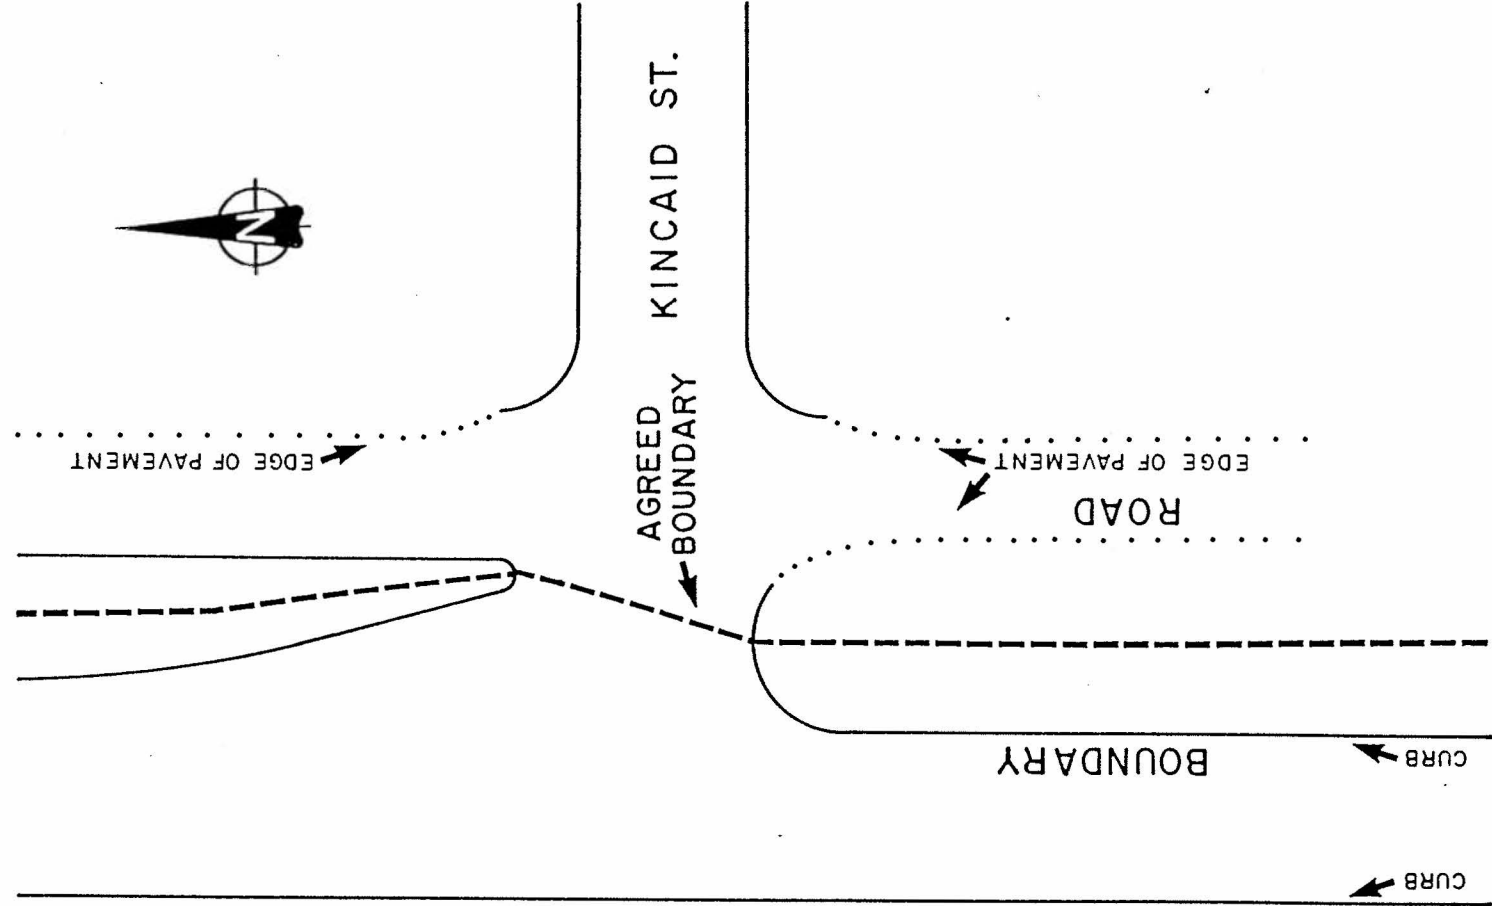 KINCAID ST.
N
AGREED
BOUNDARY
EDGE OF PAVEMENT
EDGE OF PAVEMENT
ROAD
BOUNDARY
CURB
CURB